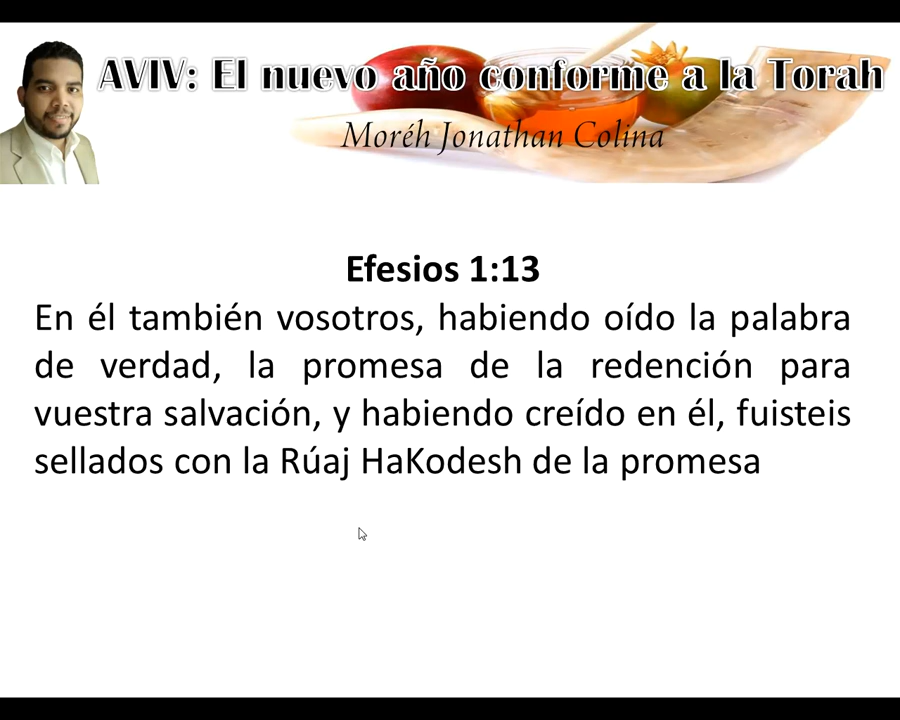 AVIV: El nuevo año conforme a la Torah
Moréh Jonathan Colina
Efesios 1:13
En él también vosotros, habiendo oído la palabra
de verdad, la promesa de la redención para
vuestra salvación, y habiendo creído en él, fuisteis
sellados con la Rúaj HaKodesh de la promesa